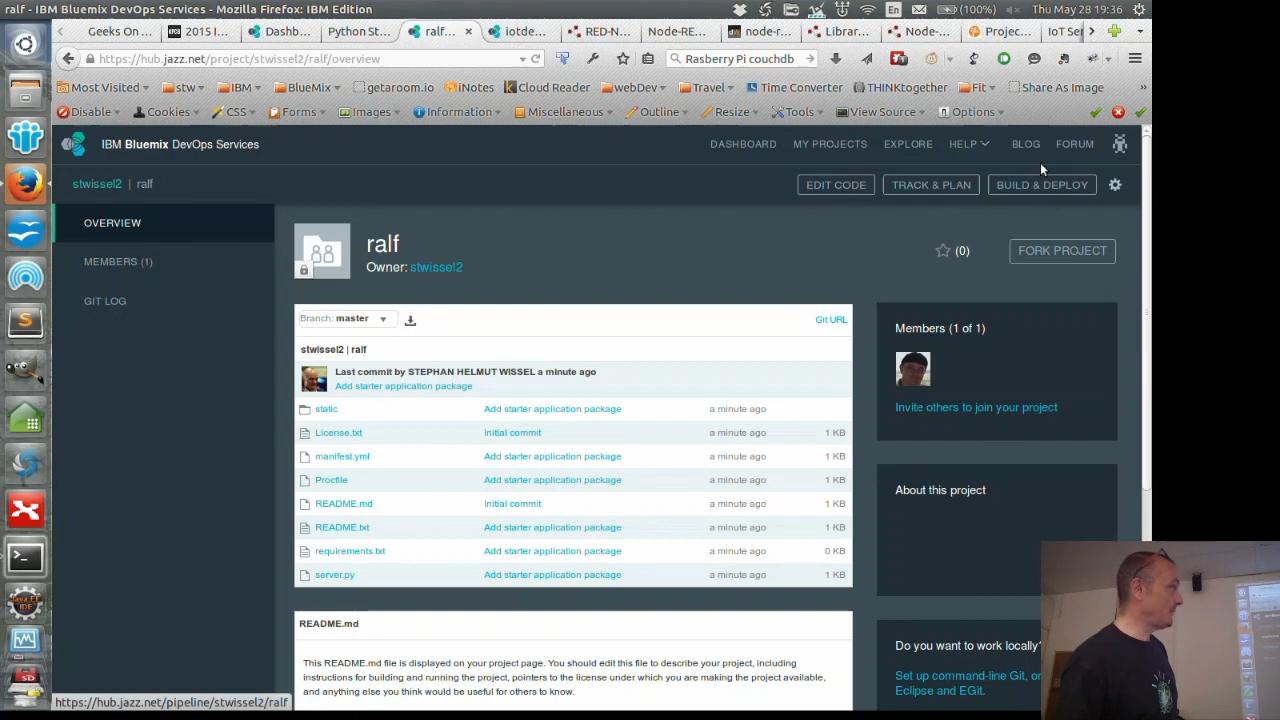 ralf - IBM Bluemix DevOps Services - Mozilla Firefox: IBM Edition
En
(100%)
Thu May 28 19:36
Geeks On ...
2015 I...
Dashb...
Python St...
ralf...
iotde...
RED-N...
Node-RE...
node-r...
Librar...
Node-...
Projec...
IoT Ser
https://hub.jazz.net/project/stwissel2/ralf/overview
Rasberry Pi couchdb
Most Visited
stw
IBM
BlueMix
getaroom.io
iNotes
Cloud Reader
webDev
Travel
Time Converter
THINKtogether
Fit
Share As Image
Disable
Cookies
CSS
Forms
Images
Information
Miscellaneous
Outline
Resize
Tools
View Source
Options
IBM Bluemix DevOps Services
DASHBOARD
MY PROJECTS
EXPLORE
HELP
BLOG
FORUM
stwissel2 | ralf
EDIT CODE
TRACK & PLAN
BUILD & DEPLOY
OVERVIEW
MEMBERS (1)
GIT LOG
ralf
Owner: stwissel2
(0)
FORK PROJECT
Branch: master
Git URL
stwissel2 | ralf
Last commit by STEPHAN HELMUT WISSEL a minute ago
Add starter application package
static Add starter application package a minute ago
License.txt Initial commit a minute ago 1 KB
manifest.yml Add starter application package a minute ago 1 KB
Procfile Add starter application package a minute ago 1 KB
README.md Initial commit a minute ago 1 KB
README.txt Add starter application package a minute ago 1 KB
requirements.txt Add starter application package a minute ago 0 KB
server.py Add starter application package a minute ago 1 KB
README.md
This README.md file is displayed on your project page. You should edit this file to describe your project, including
instructions for building and running the project, pointers to the license under which you are making the project available,
and anything else you think would be useful for others to know.
Members (1 of 1)
Invite others to join your project
About this project
Do you want to work locally?
Set up command-line Git, or
Eclipse and EGit.
https://hub.jazz.net/pipeline/stwissel2/ralf